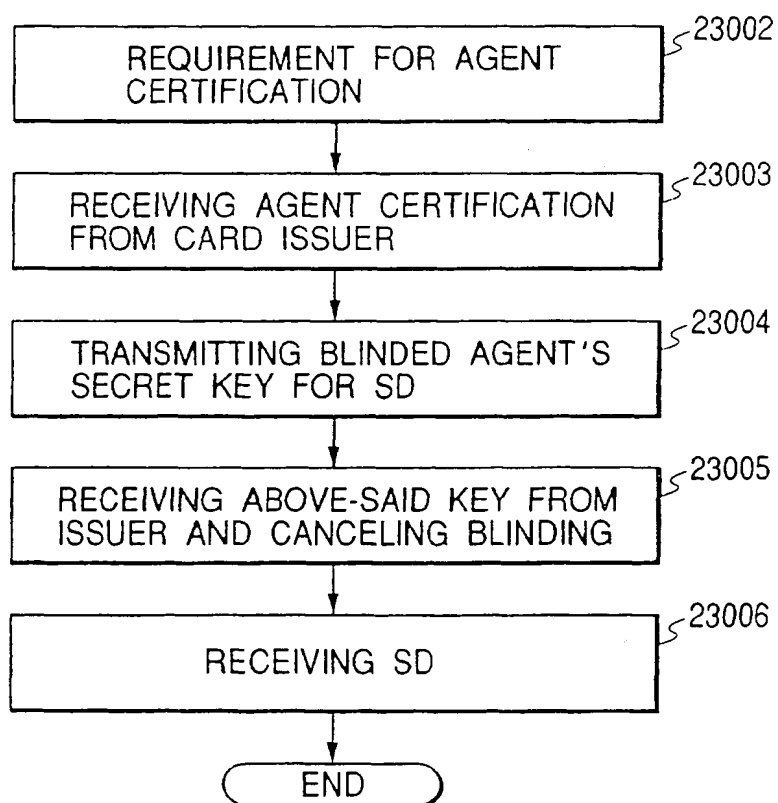 REQUIREMENT FOR AGENT
CERTIFICATION
23002
RECEIVING AGENT CERTIFICATION
FROM CARD ISSUER
23003
TRANSMITTING BLINDED AGENT'S
SECRET KEY FOR SD
23004
RECEIVING ABOVE-SAID KEY FROM
ISSUER AND CANCELING BLINDING
23005
RECEIVING SD
23006
END